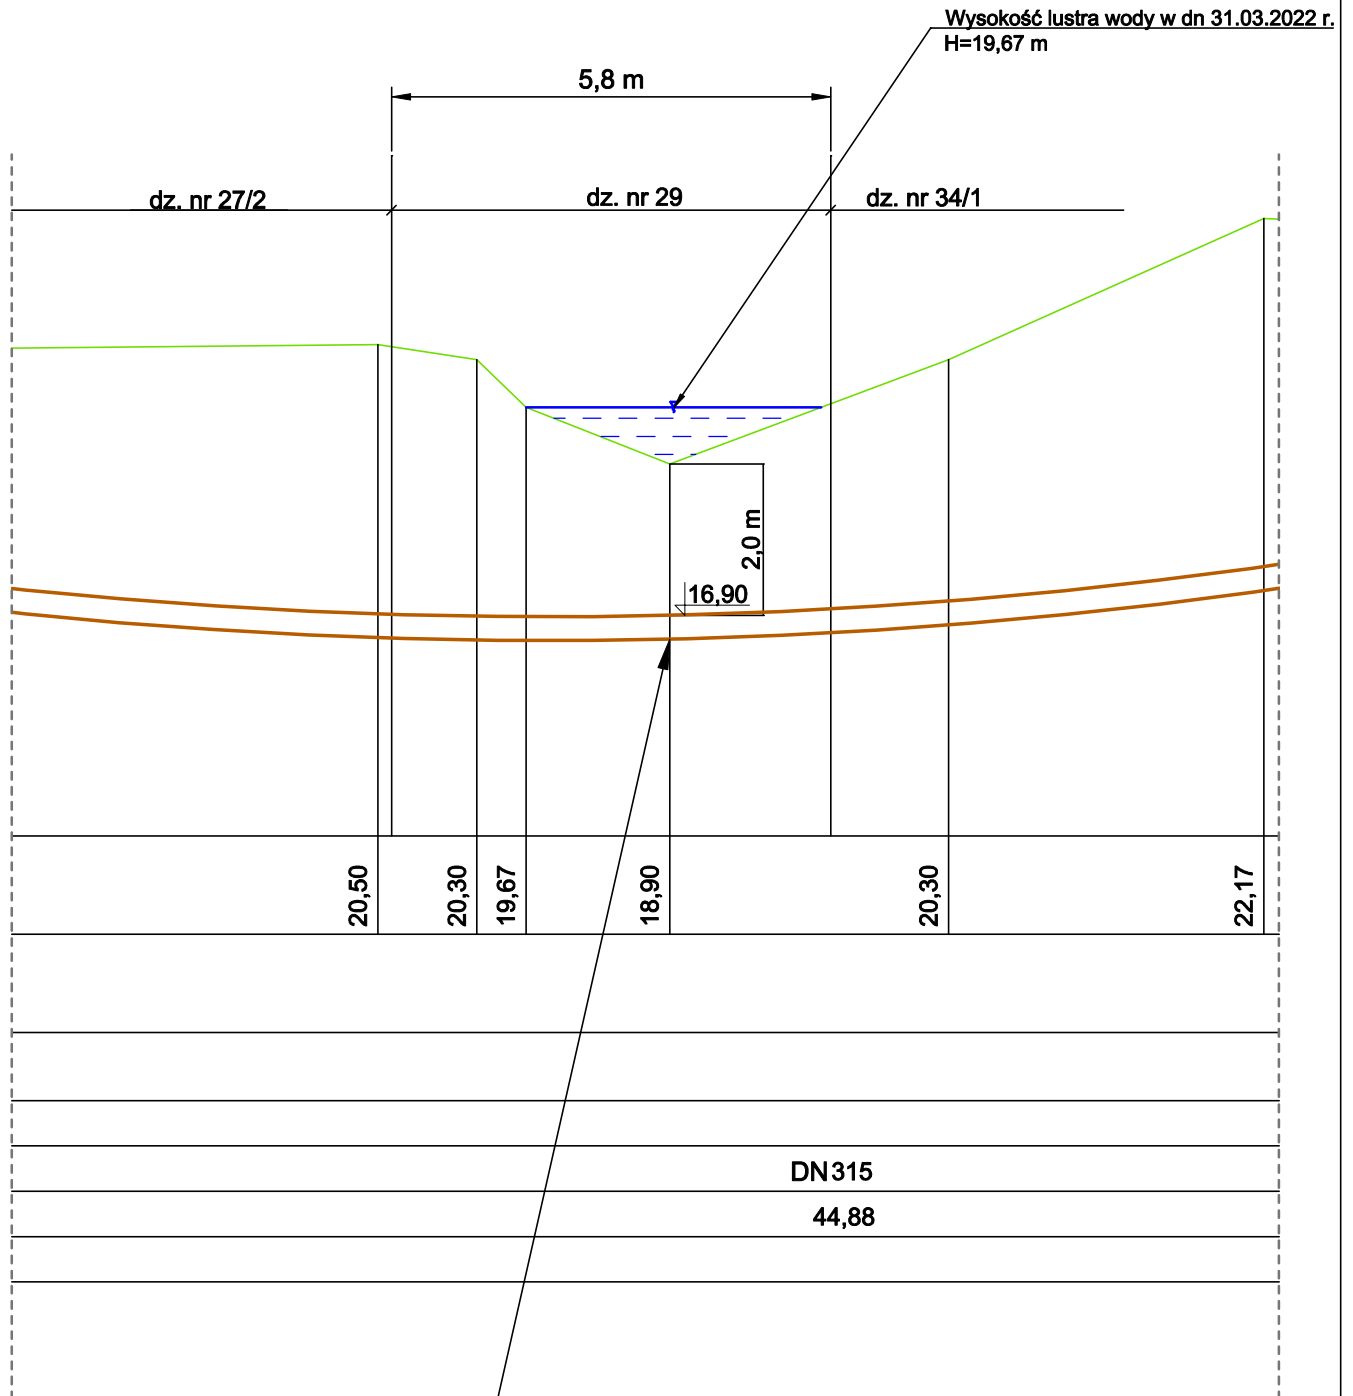 Wysokość lustra wody w dn 31.03.2022 r.
H=19,67 m
5,8 m
dz. nr 27/2
dz. nr 29
dz. nr 34/1
2,0 m
16,90
20,50
20,30
19,67
18,90
20,30
22,17
DN315
44,88